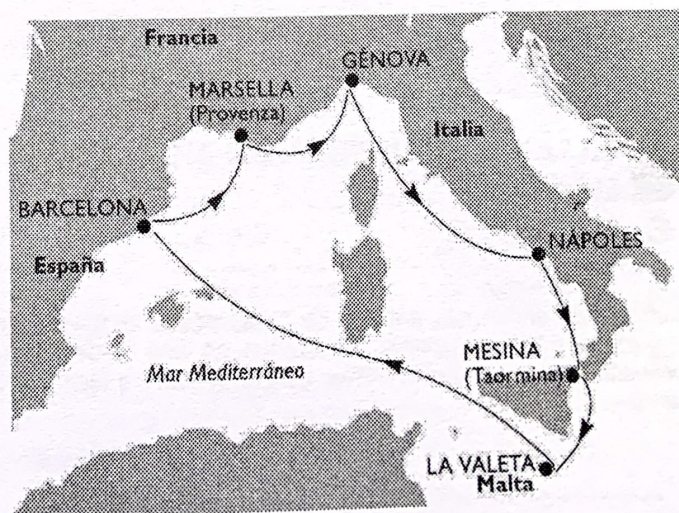 Francia
GÉNOVA
MARSELLA
(Provenza)
Italia
BARCELONA
NÁPOLES
España
MESINA
(Taormina)
Mar Mediterráneo
LA VALETA
Malta